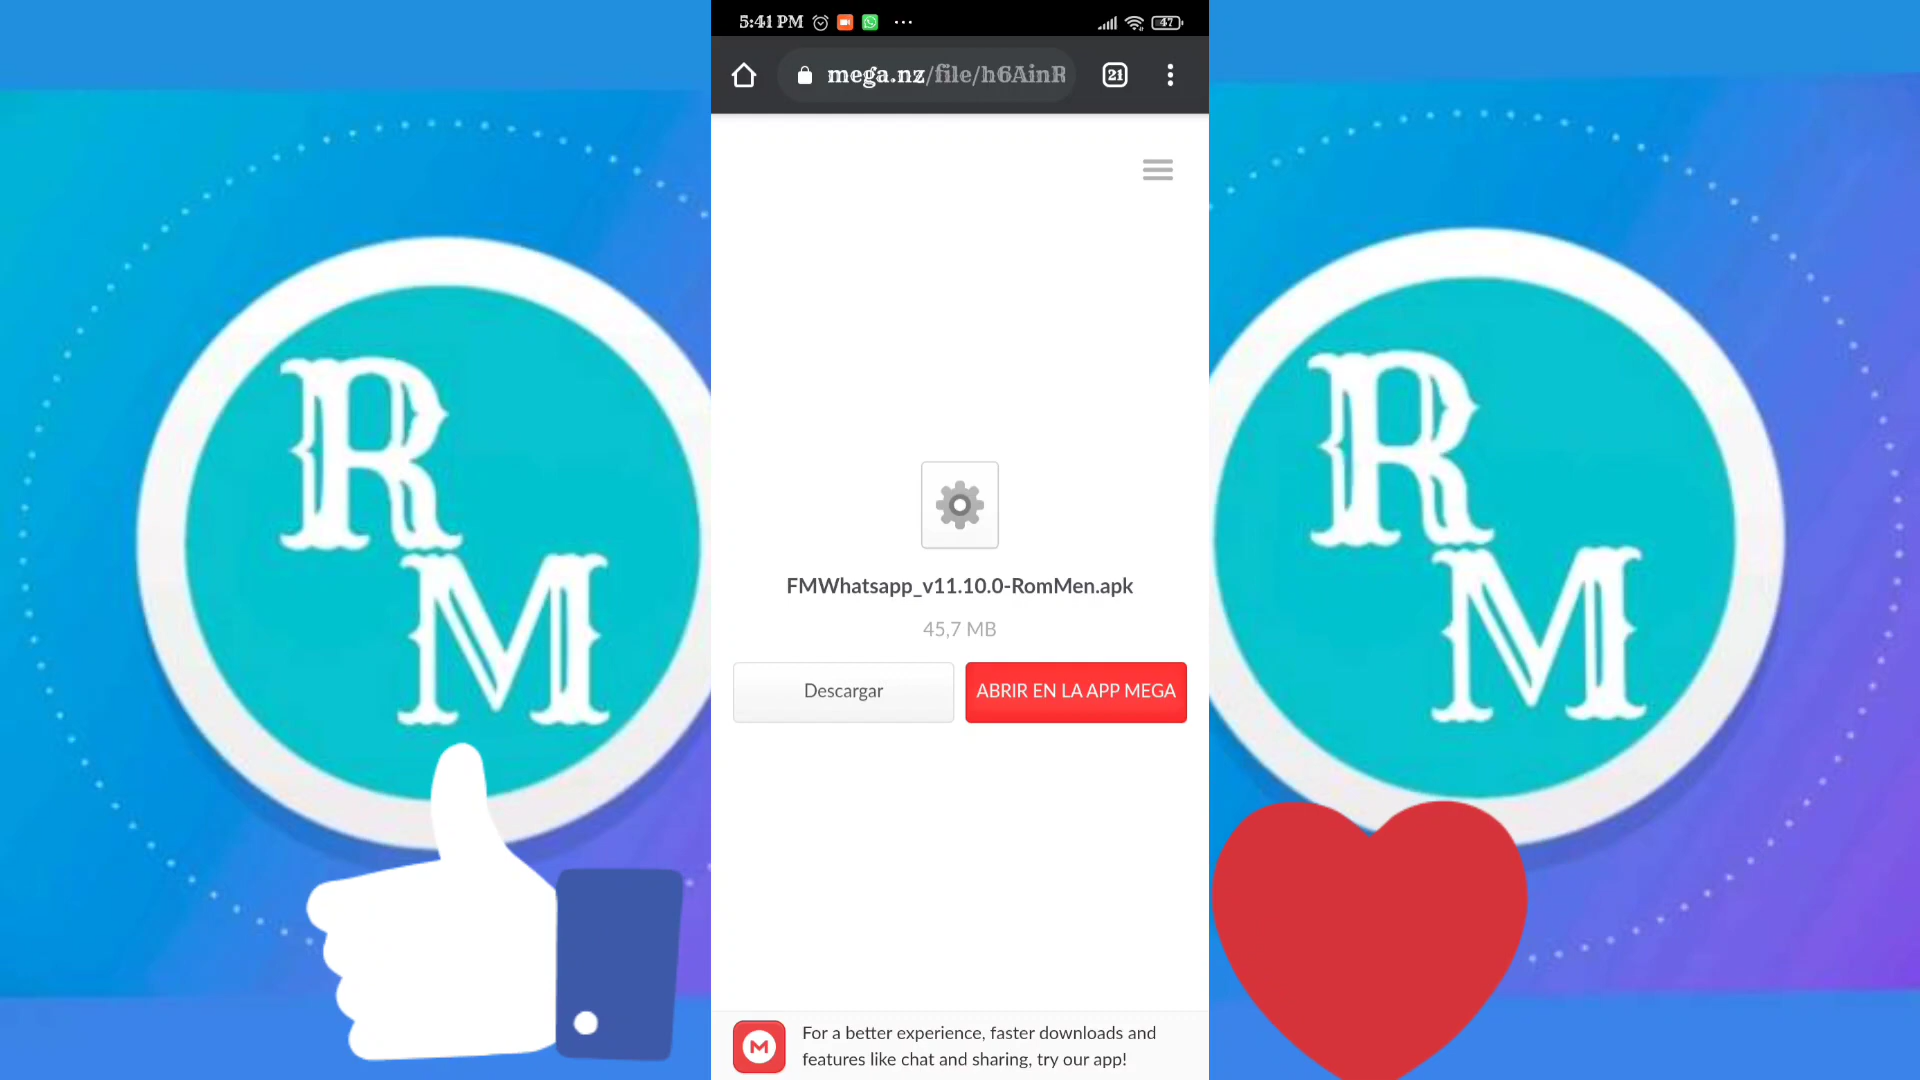 5:41 PM
47
mega.nz/file/h6AinR
21
R
M
R
M
FMWhatsapp_v11.10.0-RomMen.apk
45,7 MB
Descargar
ABRIR EN LA APP MEGA
M
For a better experience, faster downloads and
features like chat and sharing, try our app!